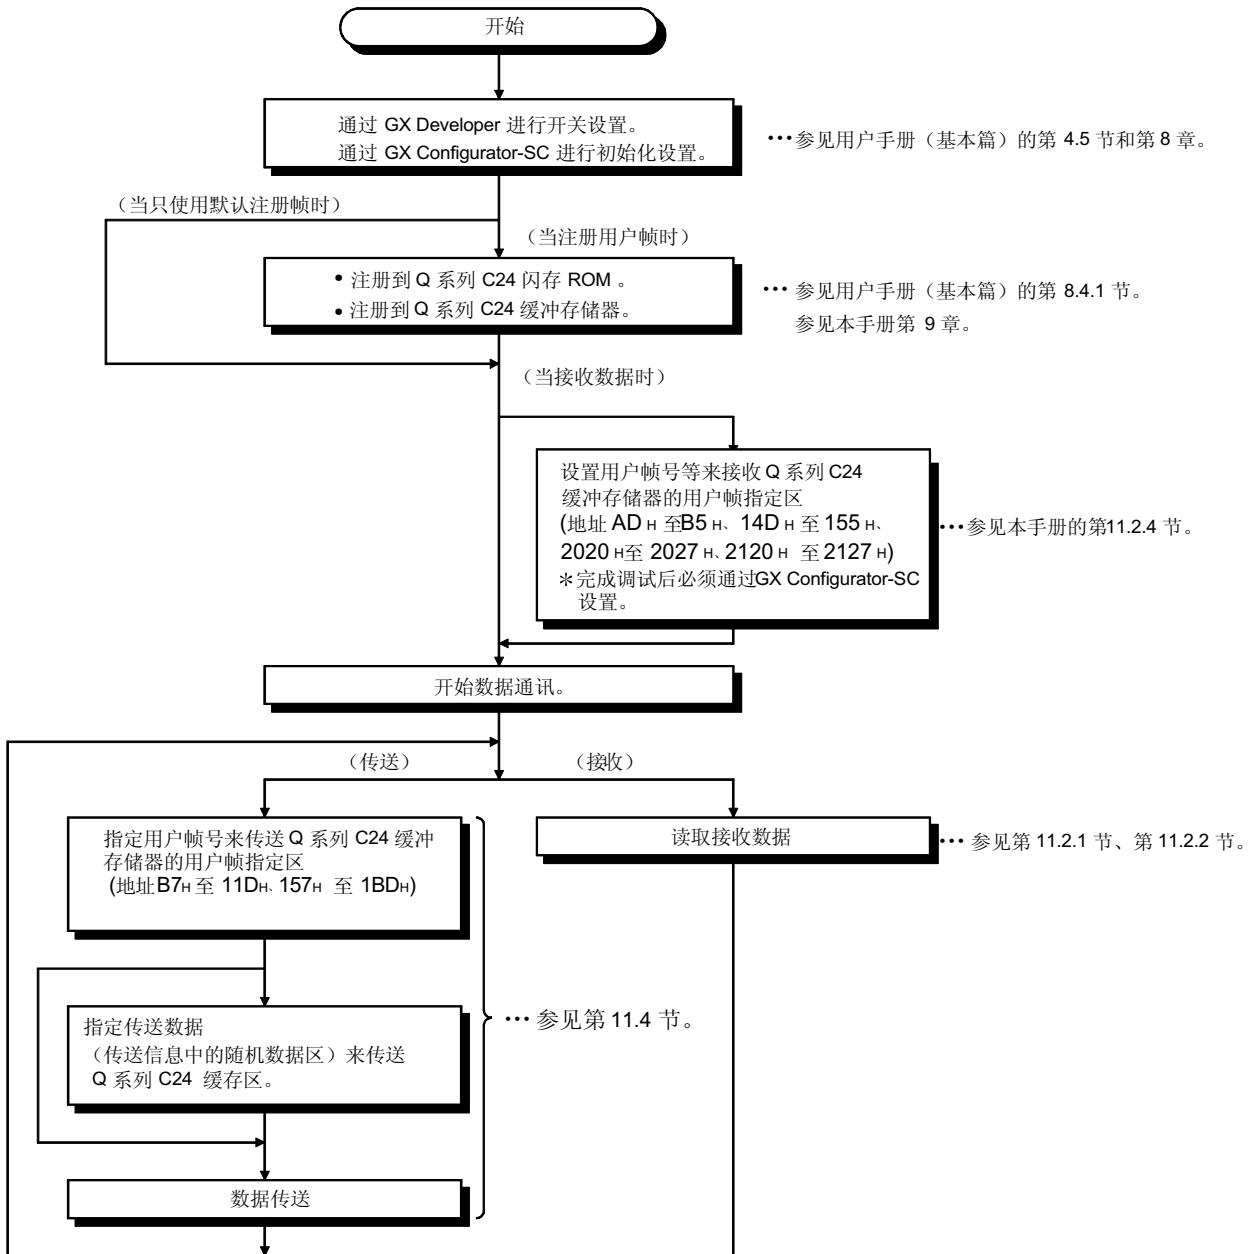 开始
通过 GX Developer 进行开关设置。
通过 GX Configurator-SC 进行初始化设置。
•••参见用户手册（基本篇）的第 4.5 节和第 8 章。
（当只使用默认注册帧时）
（当注册用户帧时）
• 注册到 Q 系列 C24 闪存 ROM 。
• 注册到 Q 系列 C24 缓冲存储器。
••• 参见用户手册（基本篇）的第 8.4.1 节。
参见本手册第 9 章。
（当接收数据时）
设置用户帧号等来接收 Q 系列 C24
缓冲存储器的用户帧指定区
(地址 AD H 至B5 H、14D H 至 155 H、
2020 H至 2027 H、2120 H 至 2127 H)
＊完成调试后必须通过GX Configurator-SC
设置。
•••参见本手册的第11.2.4 节。
开始数据通讯。
（传送）
（接收）
指定用户帧号来传送 Q 系列 C24 缓冲
存储器的用户帧指定区
(地址B7H 至 11DH、157H 至 1BDH)
读取接收数据
••• 参见第 11.2.1 节、第 11.2.2 节。
指定传送数据
（传送信息中的随机数据区）来传送
Q 系列 C24 缓存区。
••• 参见第 11.4 节。
数据传送